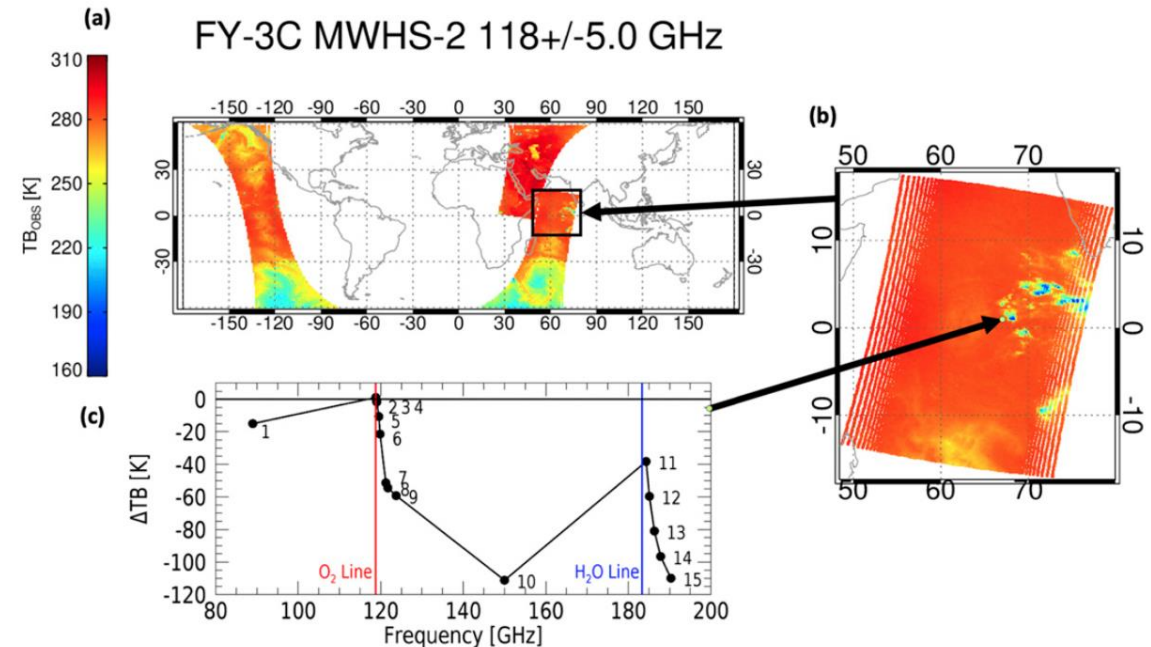 (a)
FY-3C MWHS-2 118+/-5.0 GHz
310
280
250
220
190
160
TB_OBS [K]
-150 -120 -90 -60 -30 0 30 60 90 120 150
30
0
-30
30
0
-30
-150 -120 -90 -60 -30 0 30 60 90 120 150
(b)
50 60 70
10
0
-10
10
0
-10
50 60 70
(c)
0
-20
-40
-60
-80
-100
-120
ΔTB [K]
1
2 3 4
5
6
7
8
9
10
11
12
13
14
15
O₂ Line
H₂O Line
80 100 120 140 160 180 200
Frequency [GHz]